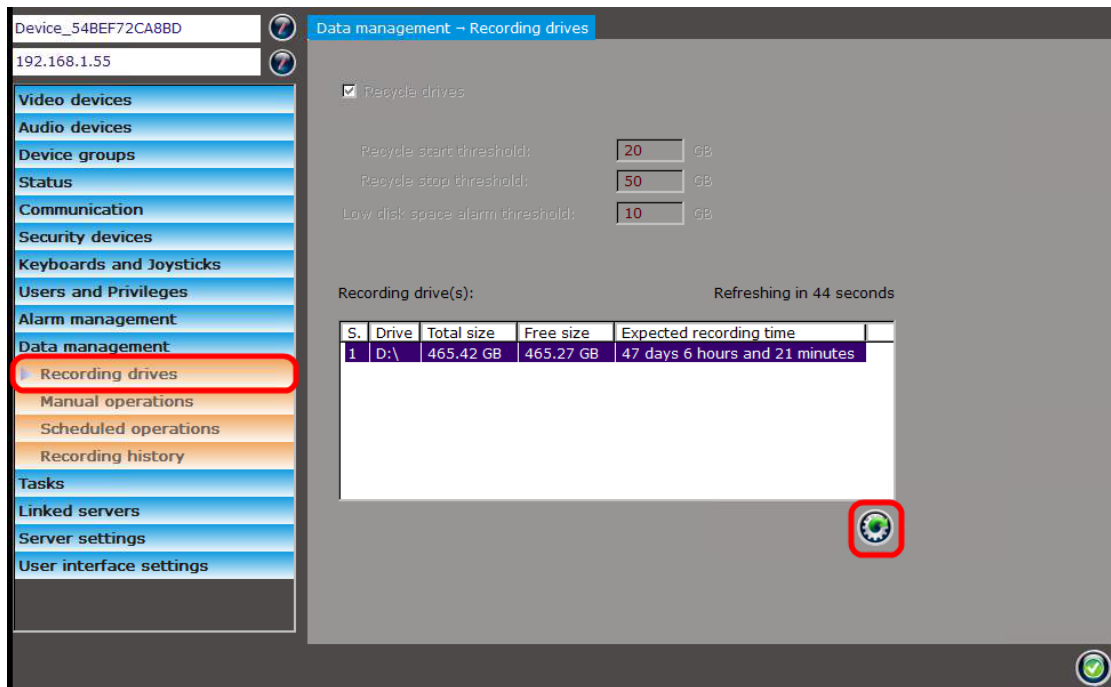 Device_54BEF72CA8BD
192.168.1.55
Video devices
Audio devices
Device groups
Status
Communication
Security devices
Keyboards and Joysticks
Users and Privileges
Alarm management
Data management
Recording drives
Manual operations
Scheduled operations
Recording history
Tasks
Linked servers
Server settings
User interface settings
Data management → Recording drives
Recycle drives
Recycle start threshold: 20 GB
Recycle stop threshold: 50 GB
Low disk space alarm threshold: 10 GB
Recording drive(s): Refreshing in 44 seconds
S. Drive Total size Free size Expected recording time
1 D:\ 465.42 GB 465.27 GB 47 days 6 hours and 21 minutes